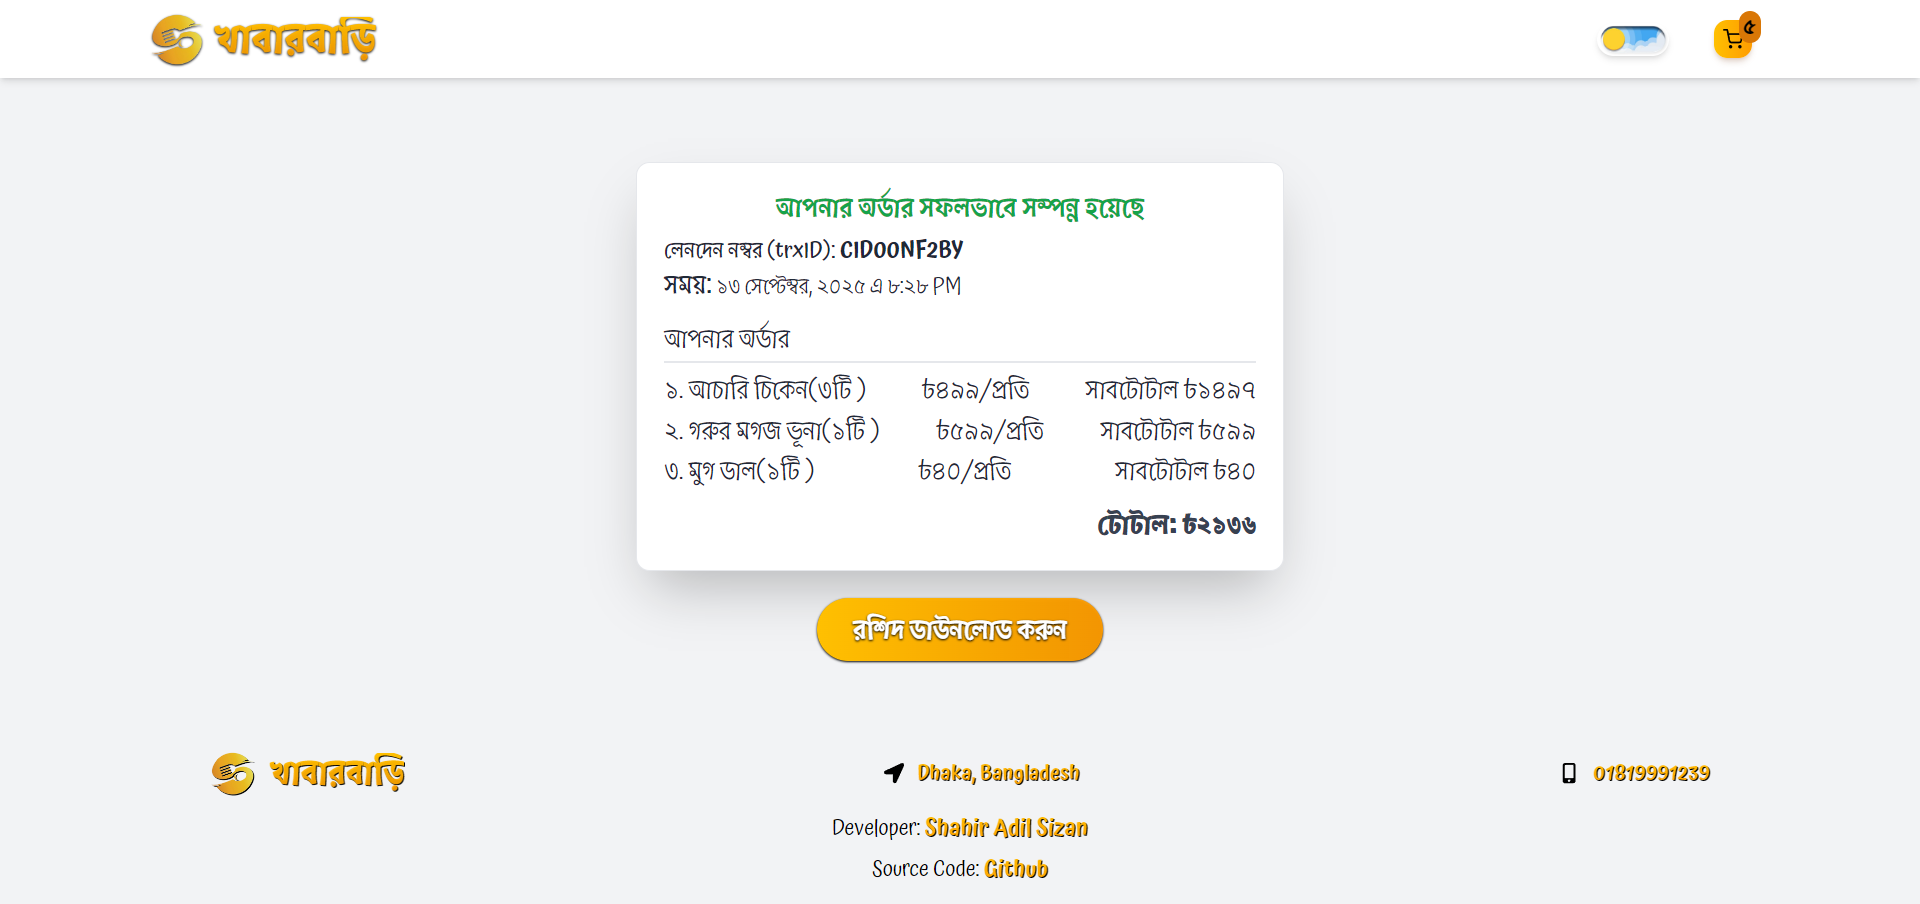 খাবারবাড়ি
৫
আপনার অর্ডার সফলভাবে সম্পন্ন হয়েছে
লেনদেন নম্বর (trxID): CID00NF2BY
সময়: ১৩ সেপ্টেম্বর, ২০২৫ এ ৮:২৮ PM
আপনার অর্ডার
১. আচারি চিকেন(৩টি ) ৳৪৯৯/প্রতি সাবটোটাল ৳১৪৯৭
২. গরুর মগজ ভূনা(১টি ) ৳৫৯৯/প্রতি সাবটোটাল ৳৫৯৯
৩. মুগ ডাল(১টি ) ৳৪০/প্রতি সাবটোটাল ৳৪০
টোটাল: ৳২১৩৬
রশিদ ডাউনলোড করুন
খাবারবাড়ি Dhaka, Bangladesh 01819991239
Developer: Shahir Adil Sizan
Source Code: Github